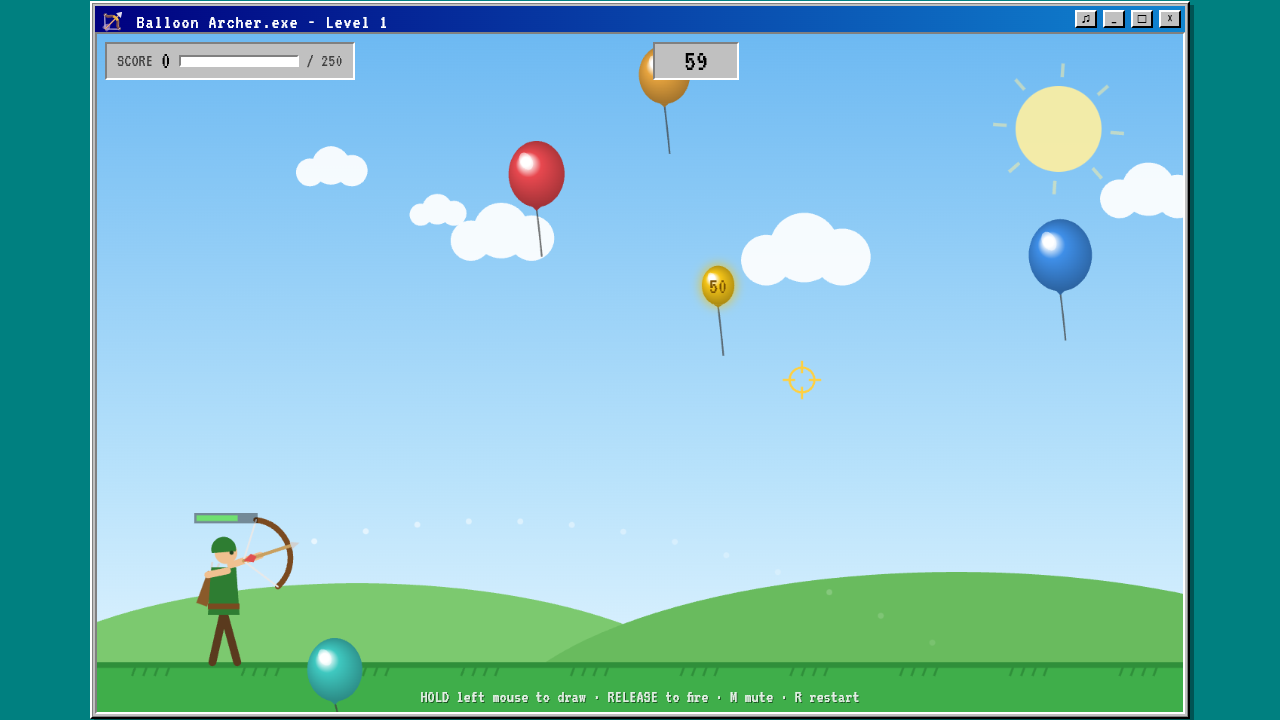 Balloon Archer.exe - Level 1
SCORE 0 / 250
59
50
HOLD left mouse to draw · RELEASE to fire · M mute · R restart